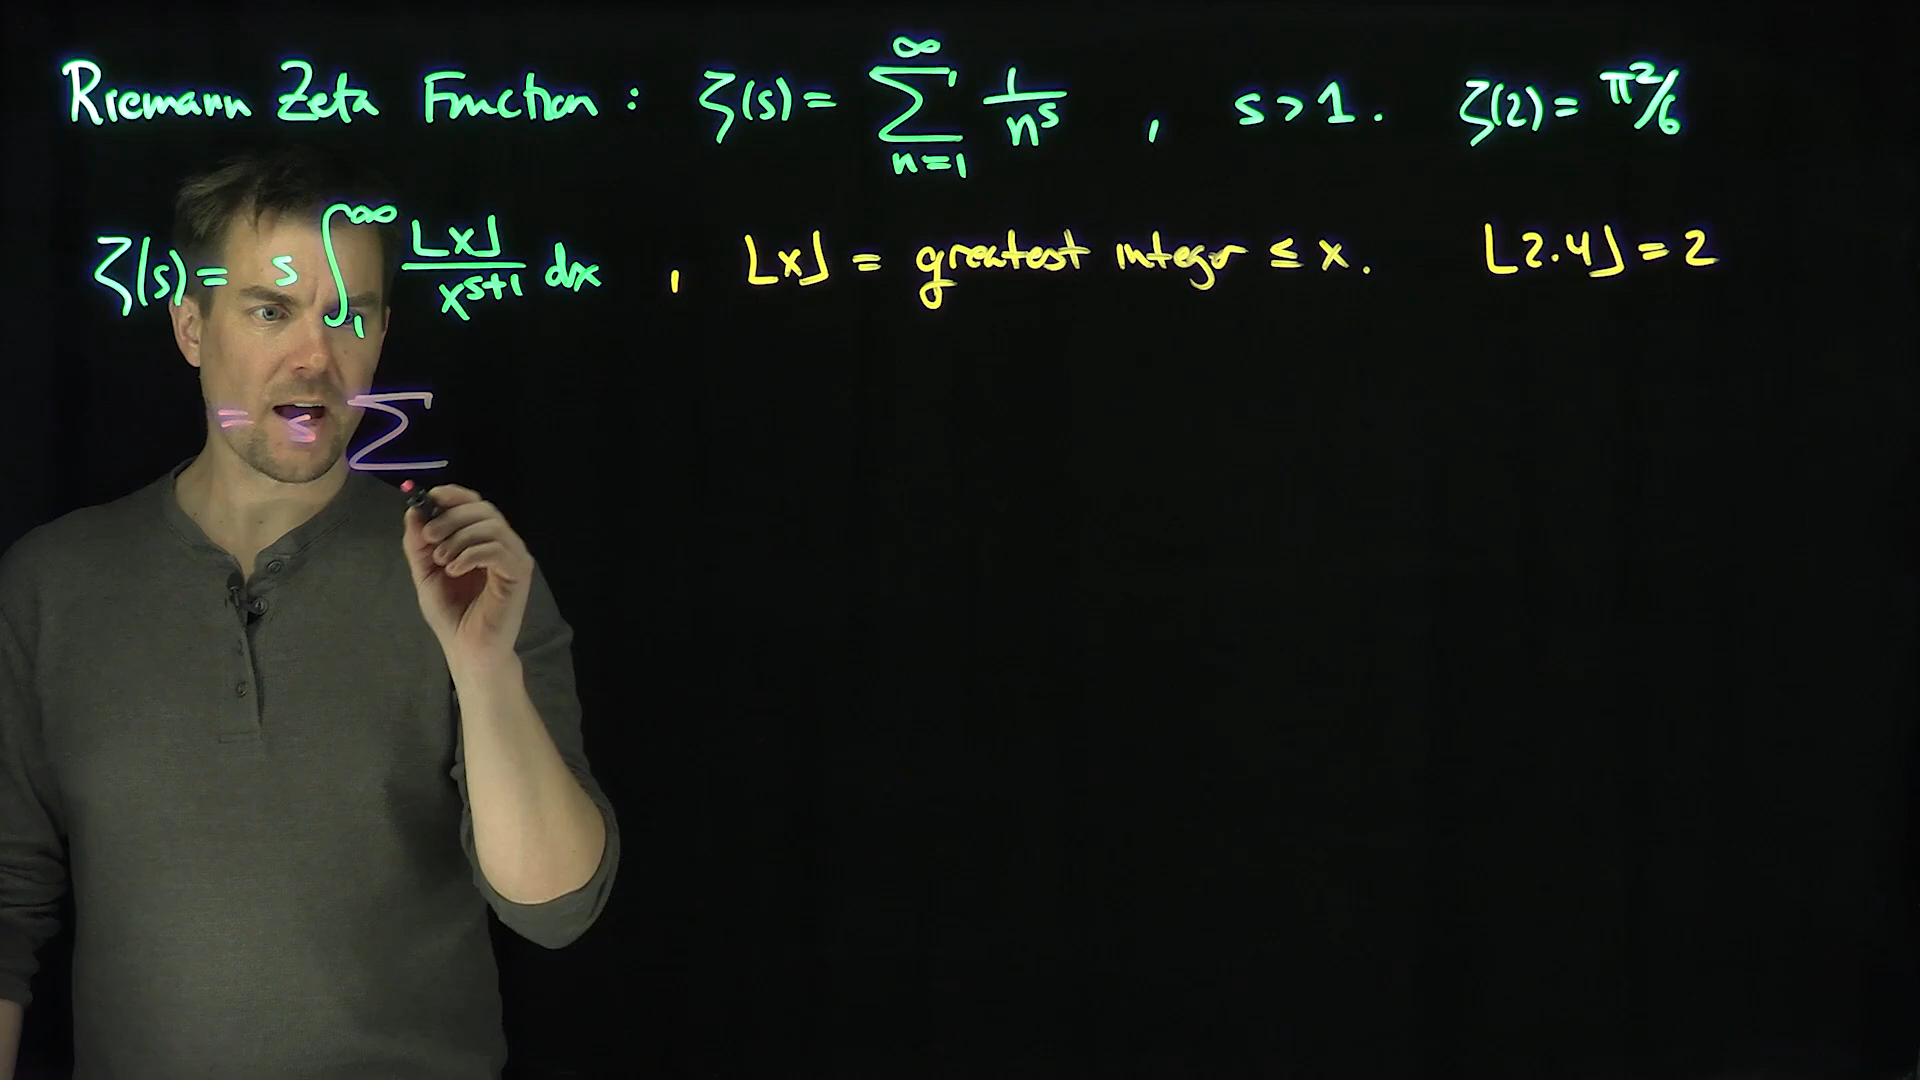 Riemann Zeta Function : ζ(s) = ∑_{n=1}^{∞} 1/n^s , s > 1 . ζ(2) = π²/6
ζ(s) = s ∫_1^∞ ⌊x⌋/x^{s+1} dx , ⌊x⌋ = greatest integer ≤ x . ⌊2.4⌋ = 2
= s ∑